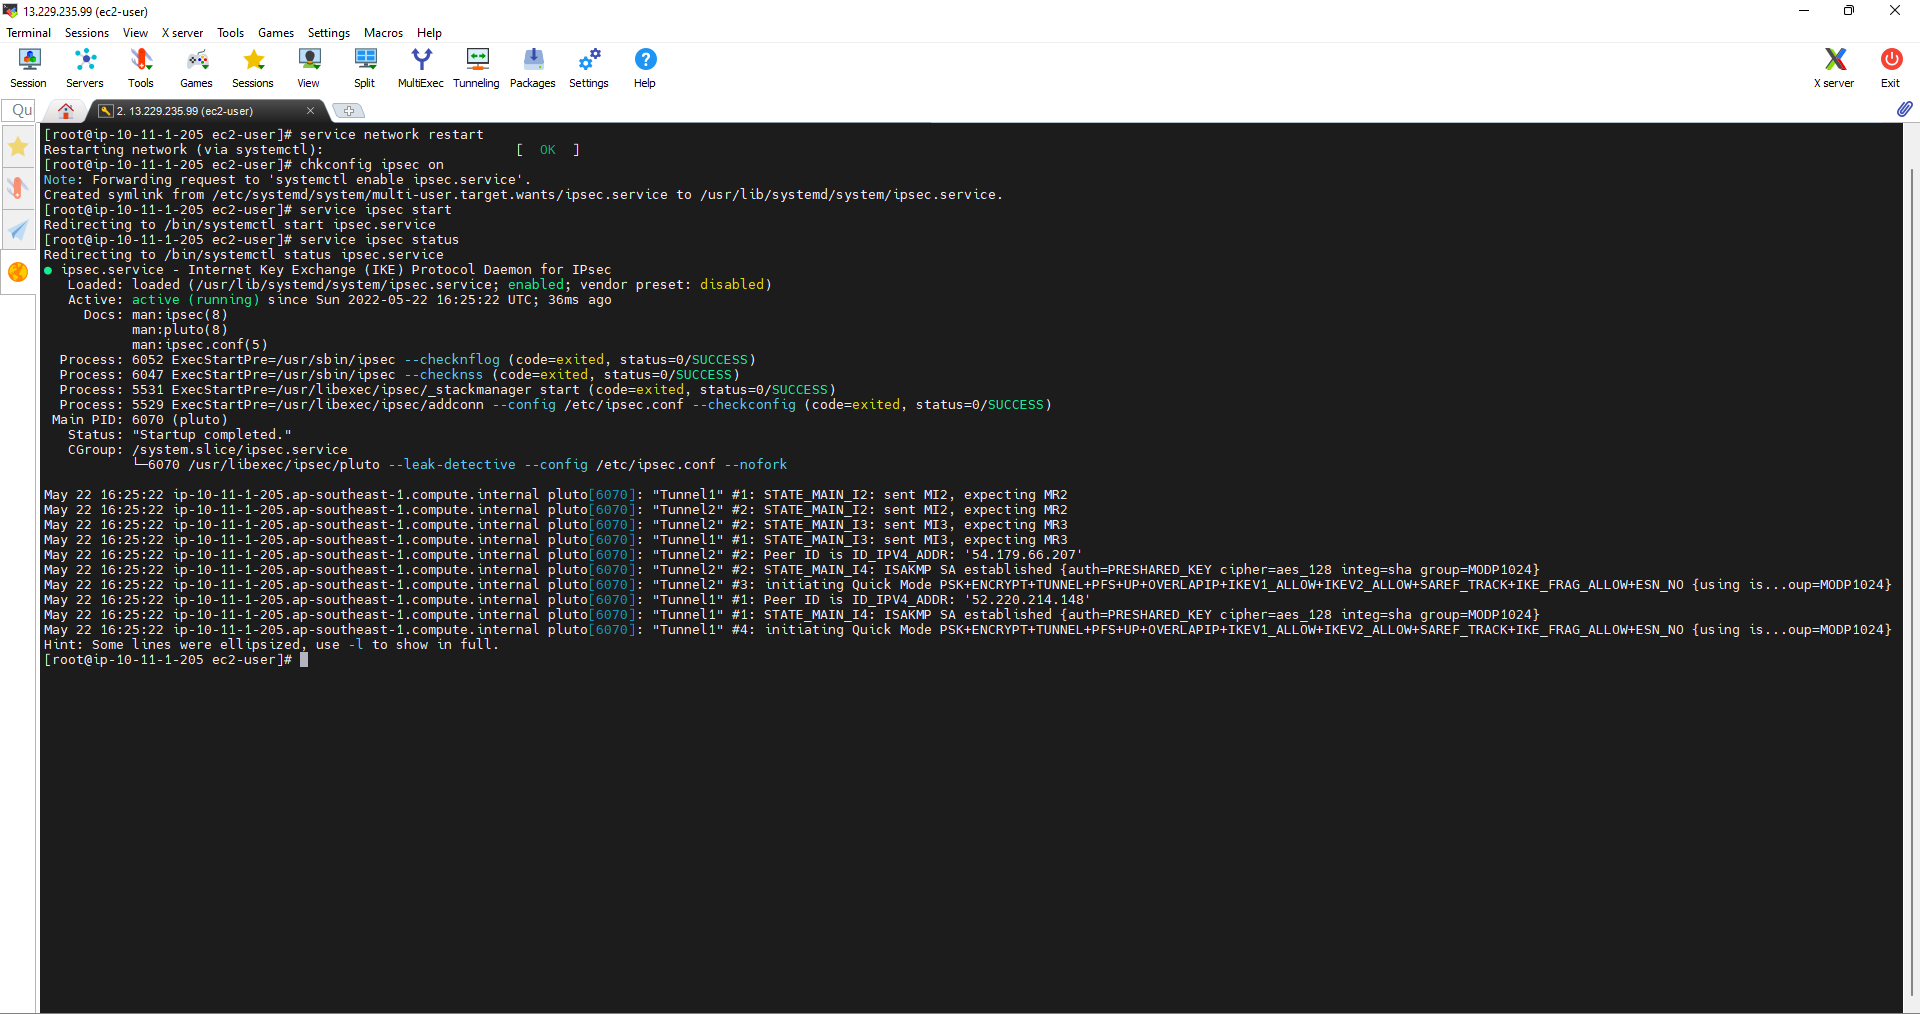 13.229.235.99 (ec2-user)
Terminal Sessions View X server Tools Games Settings Macros Help
Session Servers Tools Games Sessions View Split MultiExec Tunneling Packages Settings Help X server Exit
Qu 2. 13.229.235.99 (ec2-user)
[root@ip-10-11-1-205 ec2-user]# service network restart
Restarting network (via systemctl): [ OK ]
[root@ip-10-11-1-205 ec2-user]# chkconfig ipsec on
Note: Forwarding request to 'systemctl enable ipsec.service'.
Created symlink from /etc/systemd/system/multi-user.target.wants/ipsec.service to /usr/lib/systemd/system/ipsec.service.
[root@ip-10-11-1-205 ec2-user]# service ipsec start
Redirecting to /bin/systemctl start ipsec.service
[root@ip-10-11-1-205 ec2-user]# service ipsec status
Redirecting to /bin/systemctl status ipsec.service
● ipsec.service - Internet Key Exchange (IKE) Protocol Daemon for IPsec
Loaded: loaded (/usr/lib/systemd/system/ipsec.service; enabled; vendor preset: disabled)
Active: active (running) since Sun 2022-05-22 16:25:22 UTC; 36ms ago
Docs: man:ipsec(8)
man:pluto(8)
man:ipsec.conf(5)
Process: 6052 ExecStartPre=/usr/sbin/ipsec --checknflog (code=exited, status=0/SUCCESS)
Process: 6047 ExecStartPre=/usr/sbin/ipsec --checknss (code=exited, status=0/SUCCESS)
Process: 5531 ExecStartPre=/usr/libexec/ipsec/_stackmanager start (code=exited, status=0/SUCCESS)
Process: 5529 ExecStartPre=/usr/libexec/ipsec/addconn --config /etc/ipsec.conf --checkconfig (code=exited, status=0/SUCCESS)
Main PID: 6070 (pluto)
Status: "Startup completed."
CGroup: /system.slice/ipsec.service
└─6070 /usr/libexec/ipsec/pluto --leak-detective --config /etc/ipsec.conf --nofork
May 22 16:25:22 ip-10-11-1-205.ap-southeast-1.compute.internal pluto[6070]: "Tunnel1" #1: STATE_MAIN_I2: sent MI2, expecting MR2
May 22 16:25:22 ip-10-11-1-205.ap-southeast-1.compute.internal pluto[6070]: "Tunnel2" #2: STATE_MAIN_I2: sent MI2, expecting MR2
May 22 16:25:22 ip-10-11-1-205.ap-southeast-1.compute.internal pluto[6070]: "Tunnel2" #2: STATE_MAIN_I3: sent MI3, expecting MR3
May 22 16:25:22 ip-10-11-1-205.ap-southeast-1.compute.internal pluto[6070]: "Tunnel1" #1: STATE_MAIN_I3: sent MI3, expecting MR3
May 22 16:25:22 ip-10-11-1-205.ap-southeast-1.compute.internal pluto[6070]: "Tunnel2" #2: Peer ID is ID_IPV4_ADDR: '54.179.66.207'
May 22 16:25:22 ip-10-11-1-205.ap-southeast-1.compute.internal pluto[6070]: "Tunnel2" #2: STATE_MAIN_I4: ISAKMP SA established {auth=PRESHARED_KEY cipher=aes_128 integ=sha group=MODP1024}
May 22 16:25:22 ip-10-11-1-205.ap-southeast-1.compute.internal pluto[6070]: "Tunnel2" #3: initiating Quick Mode PSK+ENCRYPT+TUNNEL+PFS+UP+OVERLAPIP+IKEV1_ALLOW+IKEV2_ALLOW+SAREF_TRACK+IKE_FRAG_ALLOW+ESN_NO {using is...oup=MODP1024}
May 22 16:25:22 ip-10-11-1-205.ap-southeast-1.compute.internal pluto[6070]: "Tunnel1" #1: Peer ID is ID_IPV4_ADDR: '52.220.214.148'
May 22 16:25:22 ip-10-11-1-205.ap-southeast-1.compute.internal pluto[6070]: "Tunnel1" #1: STATE_MAIN_I4: ISAKMP SA established {auth=PRESHARED_KEY cipher=aes_128 integ=sha group=MODP1024}
May 22 16:25:22 ip-10-11-1-205.ap-southeast-1.compute.internal pluto[6070]: "Tunnel1" #4: initiating Quick Mode PSK+ENCRYPT+TUNNEL+PFS+UP+OVERLAPIP+IKEV1_ALLOW+IKEV2_ALLOW+SAREF_TRACK+IKE_FRAG_ALLOW+ESN_NO {using is...oup=MODP1024}
Hint: Some lines were ellipsized, use -l to show in full.
[root@ip-10-11-1-205 ec2-user]#